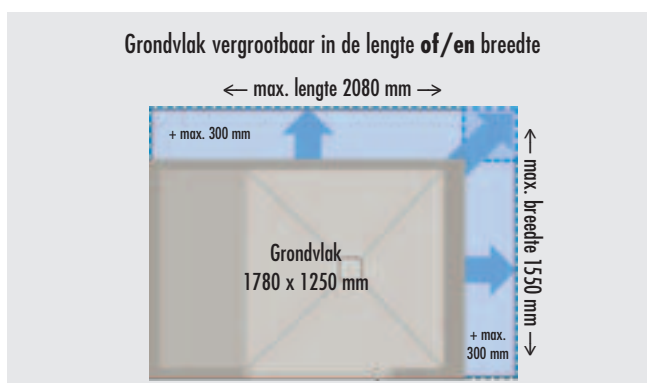 Grondvlak vergrootbaar in de lengte of/en breedte
← max. lengte 2080 mm →
+ max. 300 mm
← max. breedte 1550 mm →
Grondvlak
1780 x 1250 mm
+ max.
300 mm